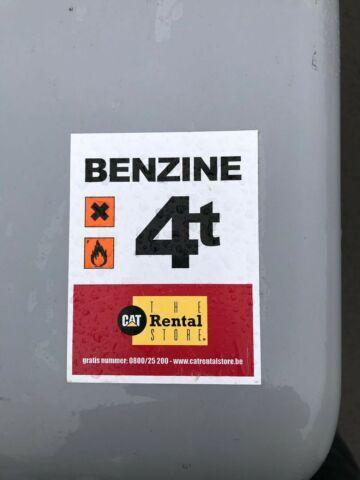 BENZINE
4t
CAT
THE
Rental
STORE
gratis nummer: 0800/25 200 - www.catrentalstore.be